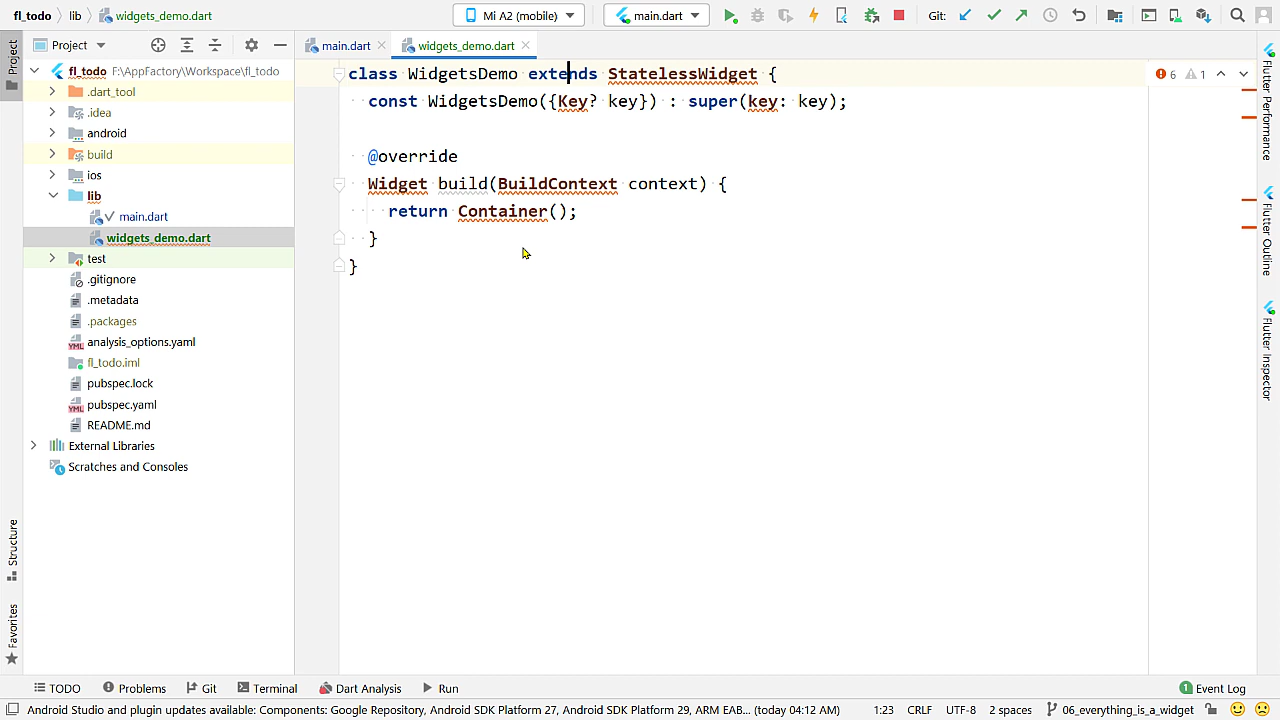 fl_todo lib widgets_demo.dart Mi A2 (mobile) main.dart Git:
Project main.dart widgets_demo.dart
Project
fl_todo F:\AppFactory\Workspace\fl_todo
.dart_tool
.idea
android
build
ios
lib
main.dart
widgets_demo.dart
test
.gitignore
.metadata
.packages
analysis_options.yaml
fl_todo.iml
pubspec.lock
pubspec.yaml
README.md
External Libraries
Scratches and Consoles
Structure
Favorites
class WidgetsDemo extends StatelessWidget {
const WidgetsDemo({Key? key}) : super(key: key);
@override
Widget build(BuildContext context) {
return Container();
}
}
6 1
Flutter Performance
Flutter Outline
Flutter Inspector
TODO Problems Git Terminal Dart Analysis Run 1 Event Log
Android Studio and plugin updates available: Components: Google Repository, Android SDK Platform 27, Android SDK Platform 29, ARM EAB... (today 04:12 AM) 1:23 CRLF UTF-8 2 spaces 06_everything_is_a_widget